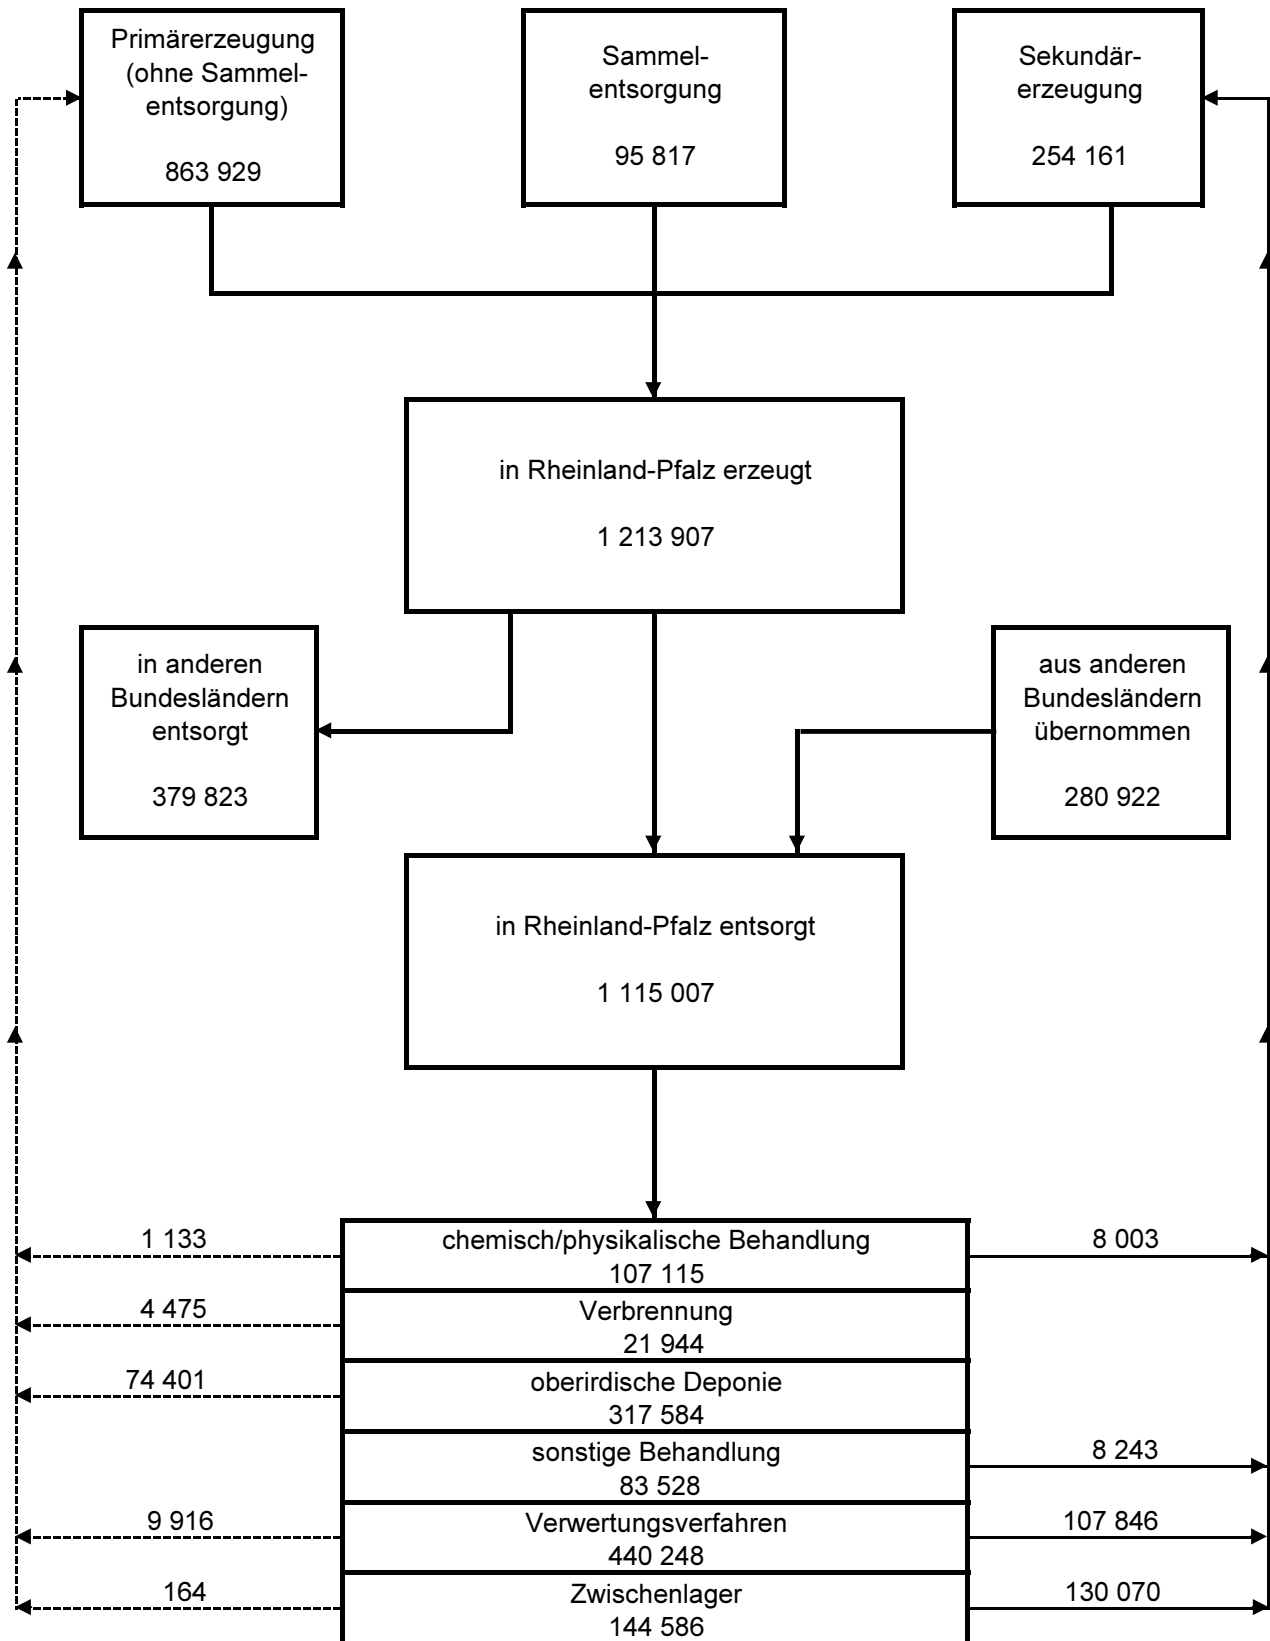 Primärerzeugung
(ohne Sammel-
entsorgung)
863 929
Sammel-
entsorgung
95 817
Sekundär-
erzeugung
254 161
in Rheinland-Pfalz erzeugt
1 213 907
in anderen
Bundesländern
entsorgt
379 823
aus anderen
Bundesländern
übernommen
280 922
in Rheinland-Pfalz entsorgt
1 115 007
1 133
chemisch/physikalische Behandlung
107 115
8 003
4 475
Verbrennung
21 944
74 401
oberirdische Deponie
317 584
sonstige Behandlung
83 528
8 243
9 916
Verwertungsverfahren
440 248
107 846
164
Zwischenlager
144 586
130 070